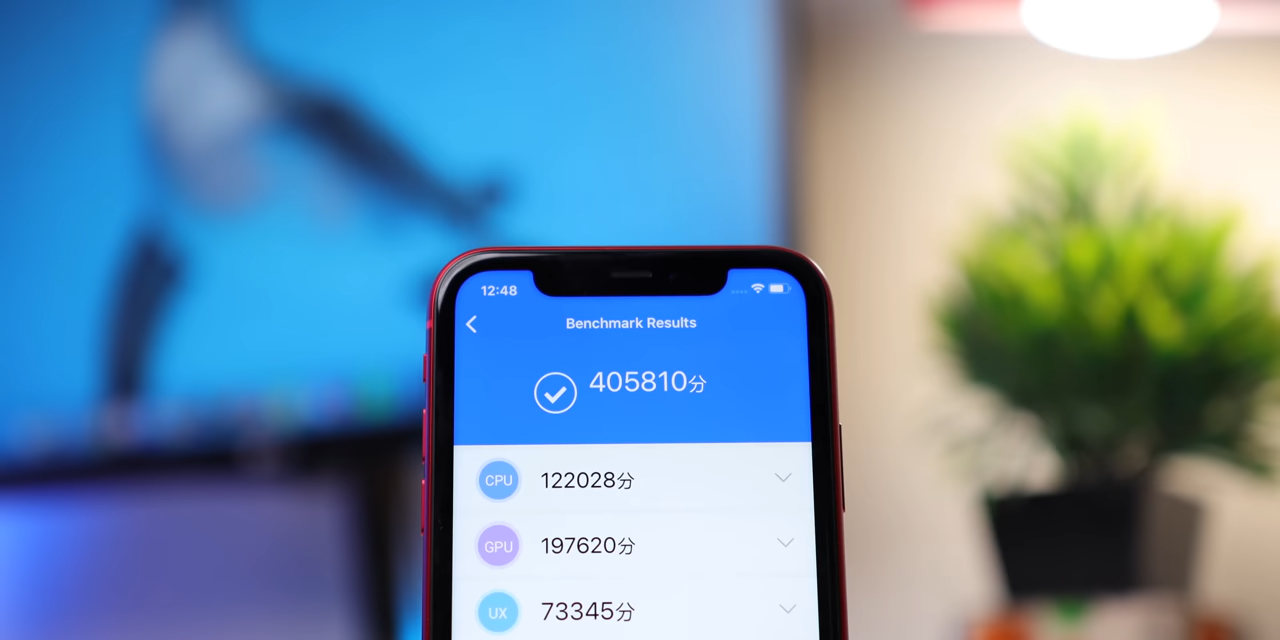 12:48
Benchmark Results
405810分
CPU 122028分
GPU 197620分
UX 73345分